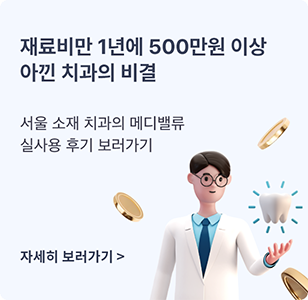 재료비만 1년에 500만원 이상
아낀 치과의 비결
서울 소재 치과의 메디밸류
실사용 후기 보러가기
자세히 보러가기 >